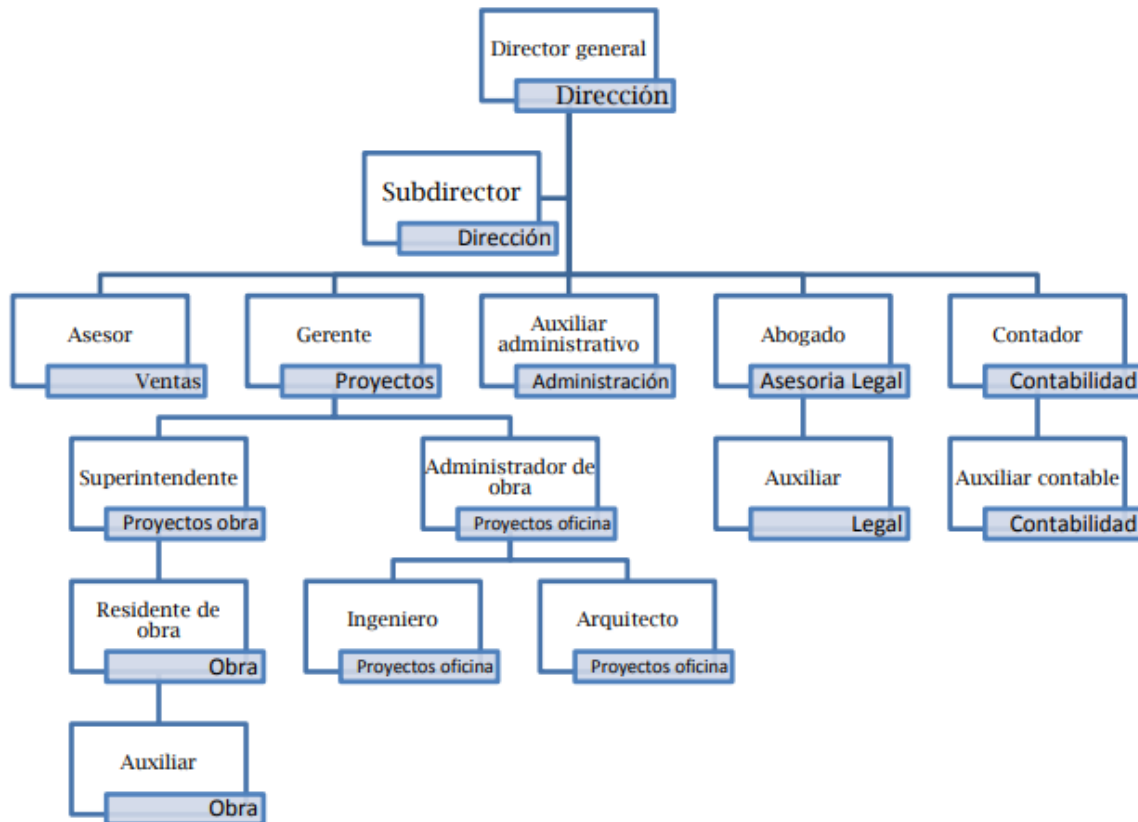 Director general
Dirección
Subdirector
Dirección
Asesor
Ventas
Gerente
Proyectos
Auxiliar
administrativo
Administración
Abogado
Asesoria Legal
Contador
Contabilidad
Superintendente
Proyectos obra
Administrador de
obra
Proyectos oficina
Auxiliar
Legal
Auxiliar contable
Contabilidad
Residente de
obra
Obra
Ingeniero
Proyectos oficina
Arquitecto
Proyectos oficina
Auxiliar
Obra